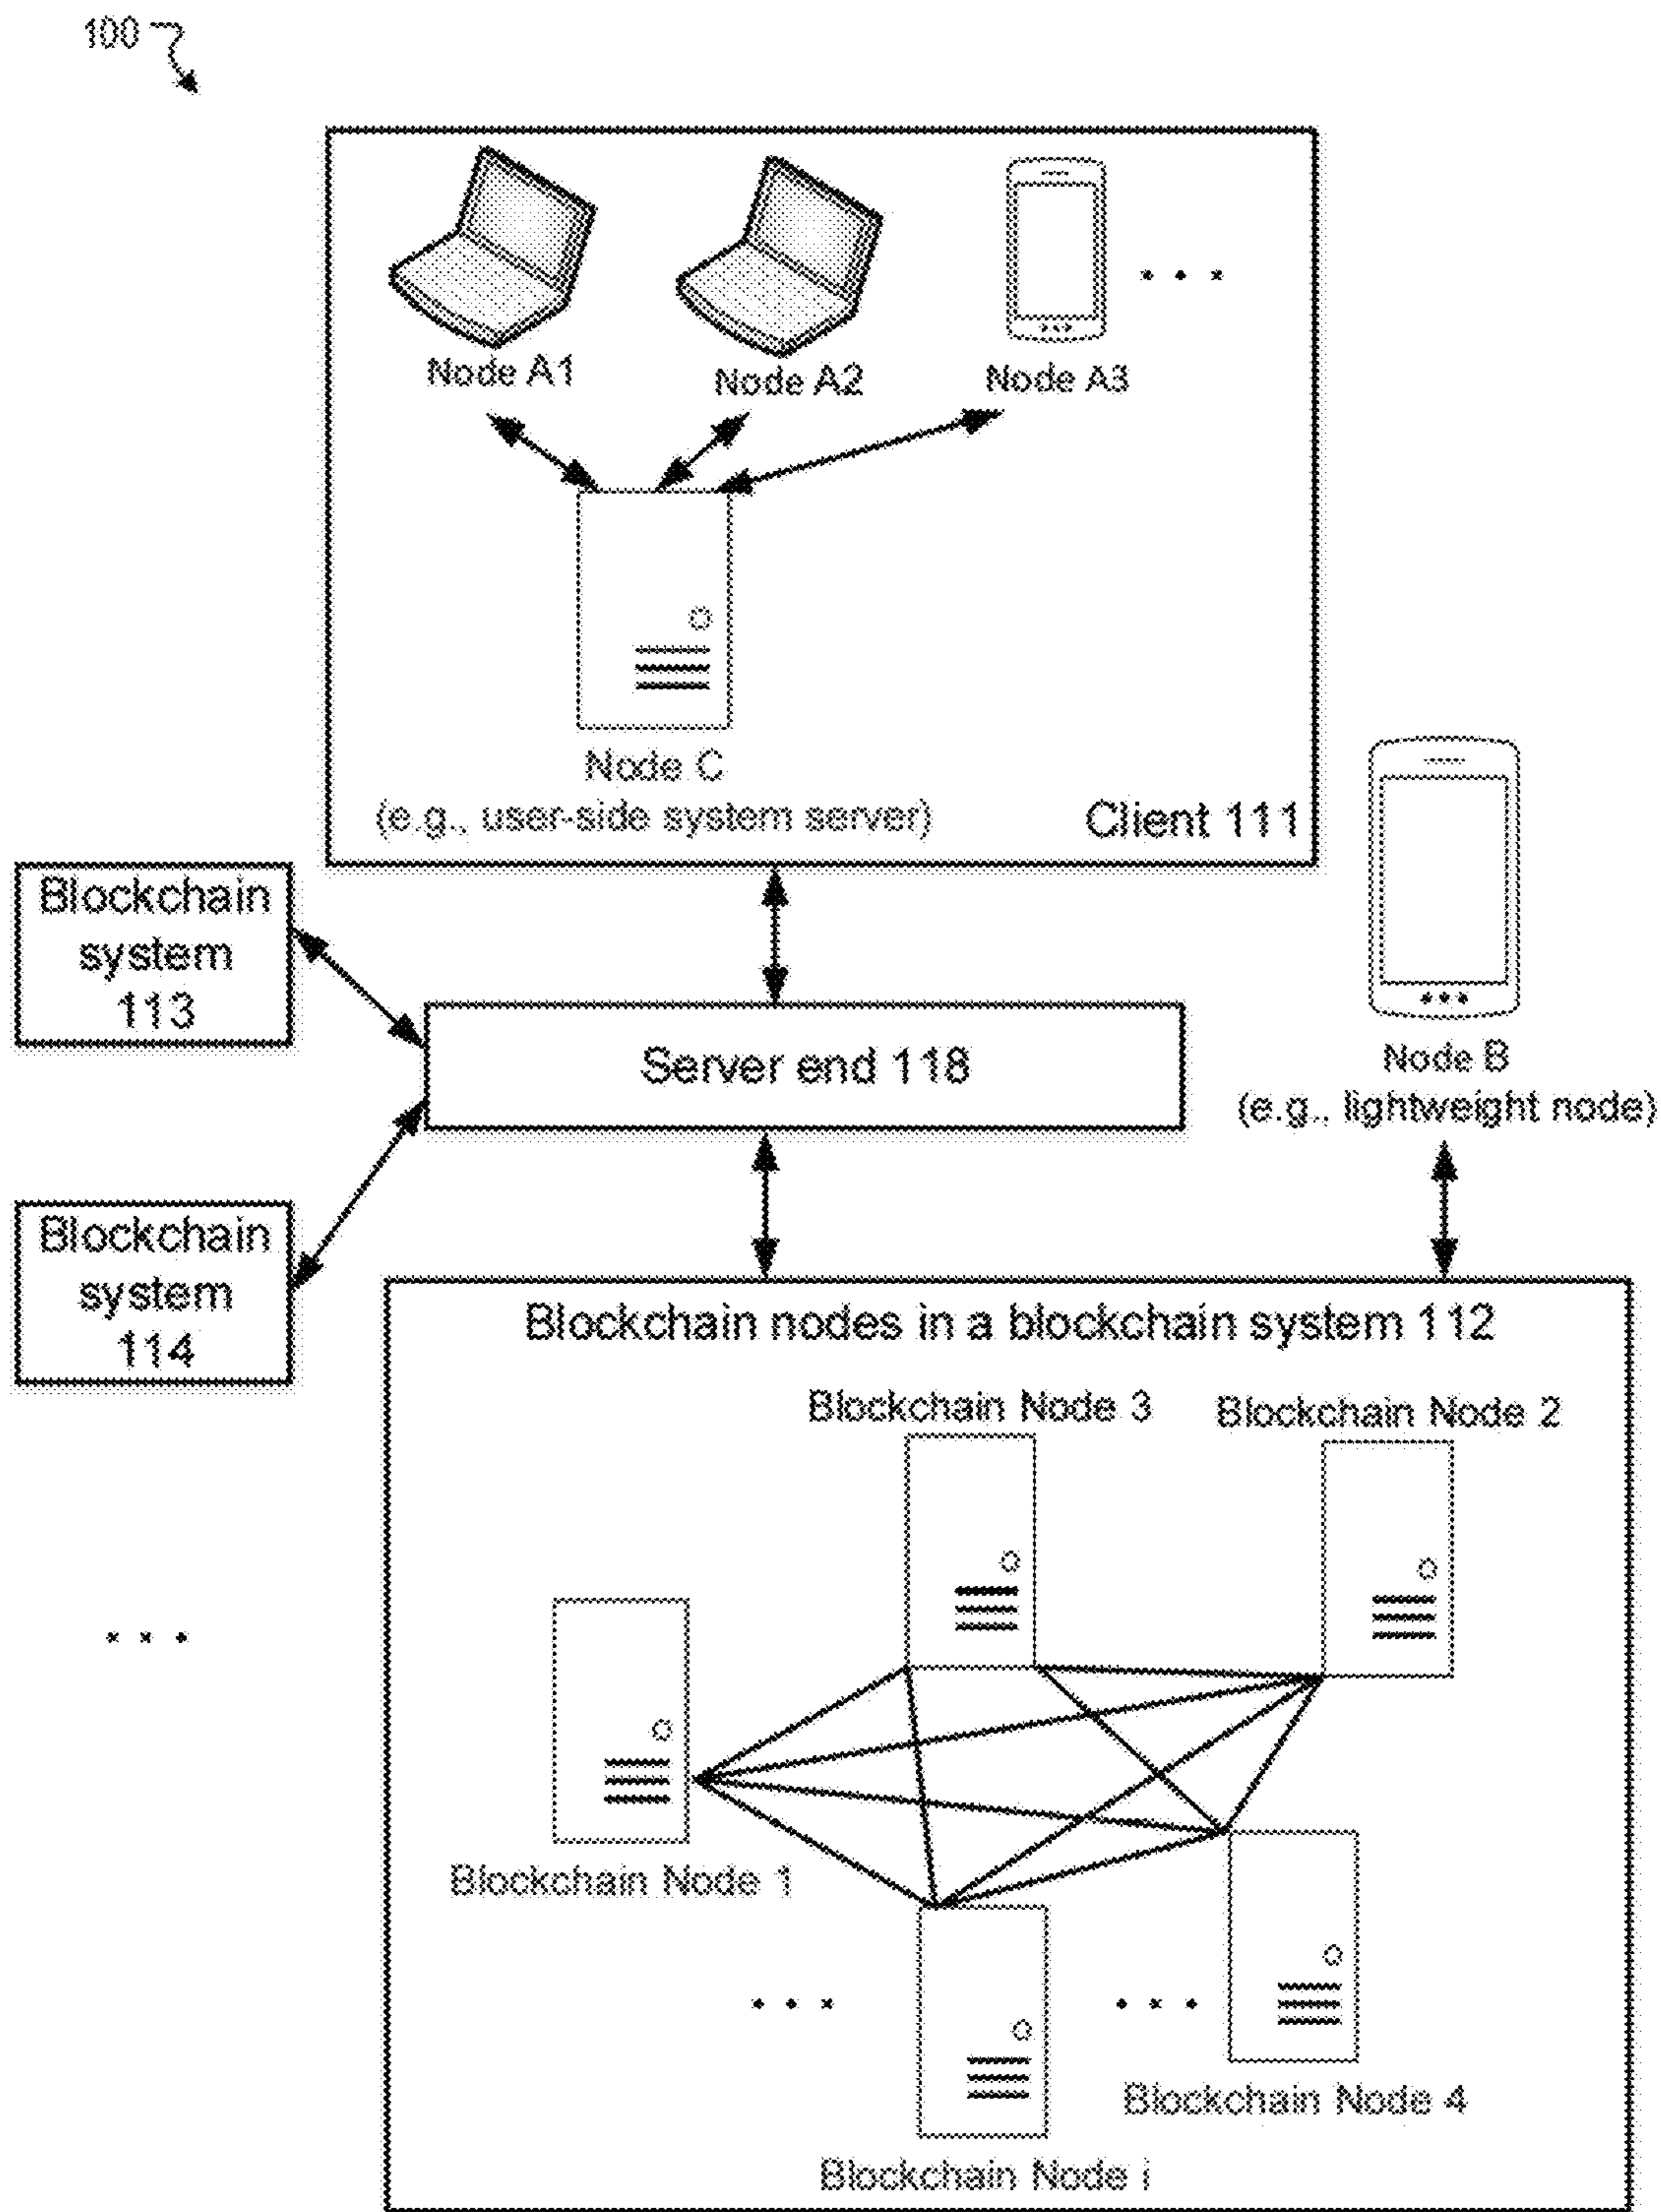 100
Node A1
Node A2
Node A3
Node C
(e.g., user-side system server)
Client 111
Blockchain
system
113
Server end 118
Node B
(e.g., lightweight node)
Blockchain
system
114
Blockchain nodes in a blockchain system 112
Blockchain Node 3
Blockchain Node 2
Blockchain Node 1
Blockchain Node 4
Blockchain Node i